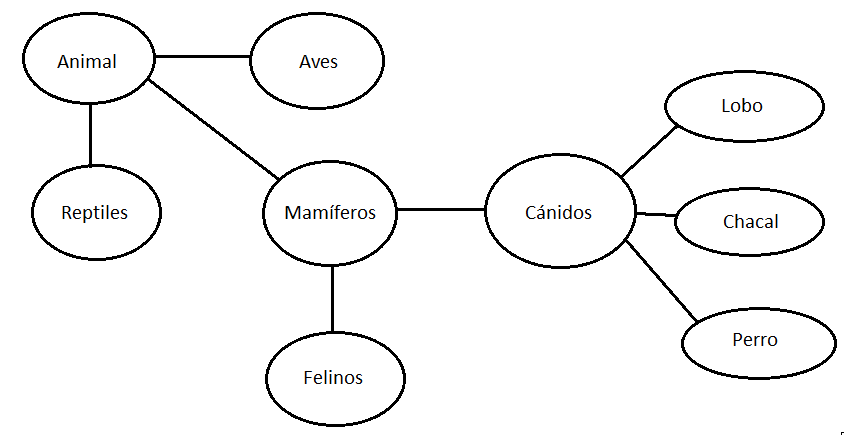 Animal
Aves
Reptiles
Mamíferos
Felinos
Cánidos
Lobo
Chacal
Perro